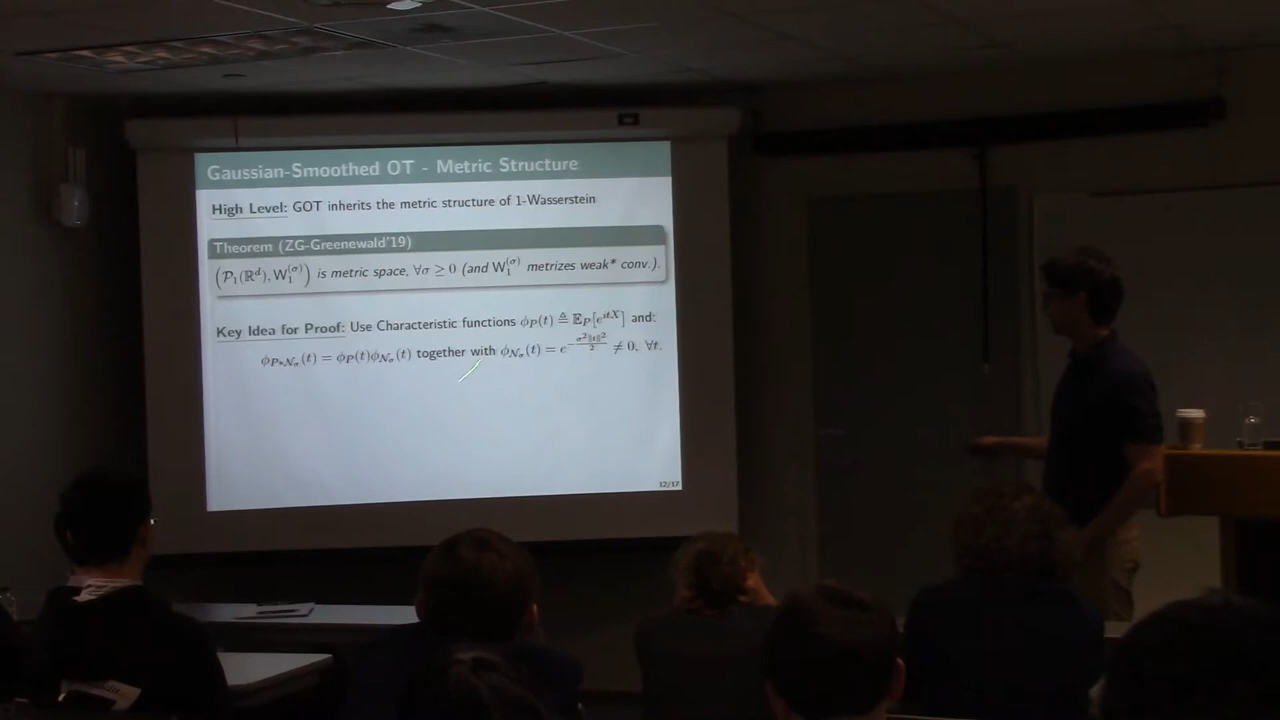 Gaussian-Smoothed OT - Metric Structure
High Level: GOT inherits the metric structure of 1-Wasserstein
Theorem (ZG-Greenewald'19)
(𝒫₁(ℝᵈ), W₁^(σ)) is metric space, ∀σ ≥ 0 (and W₁^(σ) metrizes weak* conv.).
Key Idea for Proof: Use Characteristic functions ϕ_P(t) ≜ 𝔼_P[e^{itX}] and:
ϕ_{P*𝒩_σ}(t) = ϕ_P(t)ϕ_{𝒩_σ}(t) together with ϕ_{𝒩_σ}(t) = e^{-σ²‖t‖²/2} ≠ 0, ∀t.
12/17